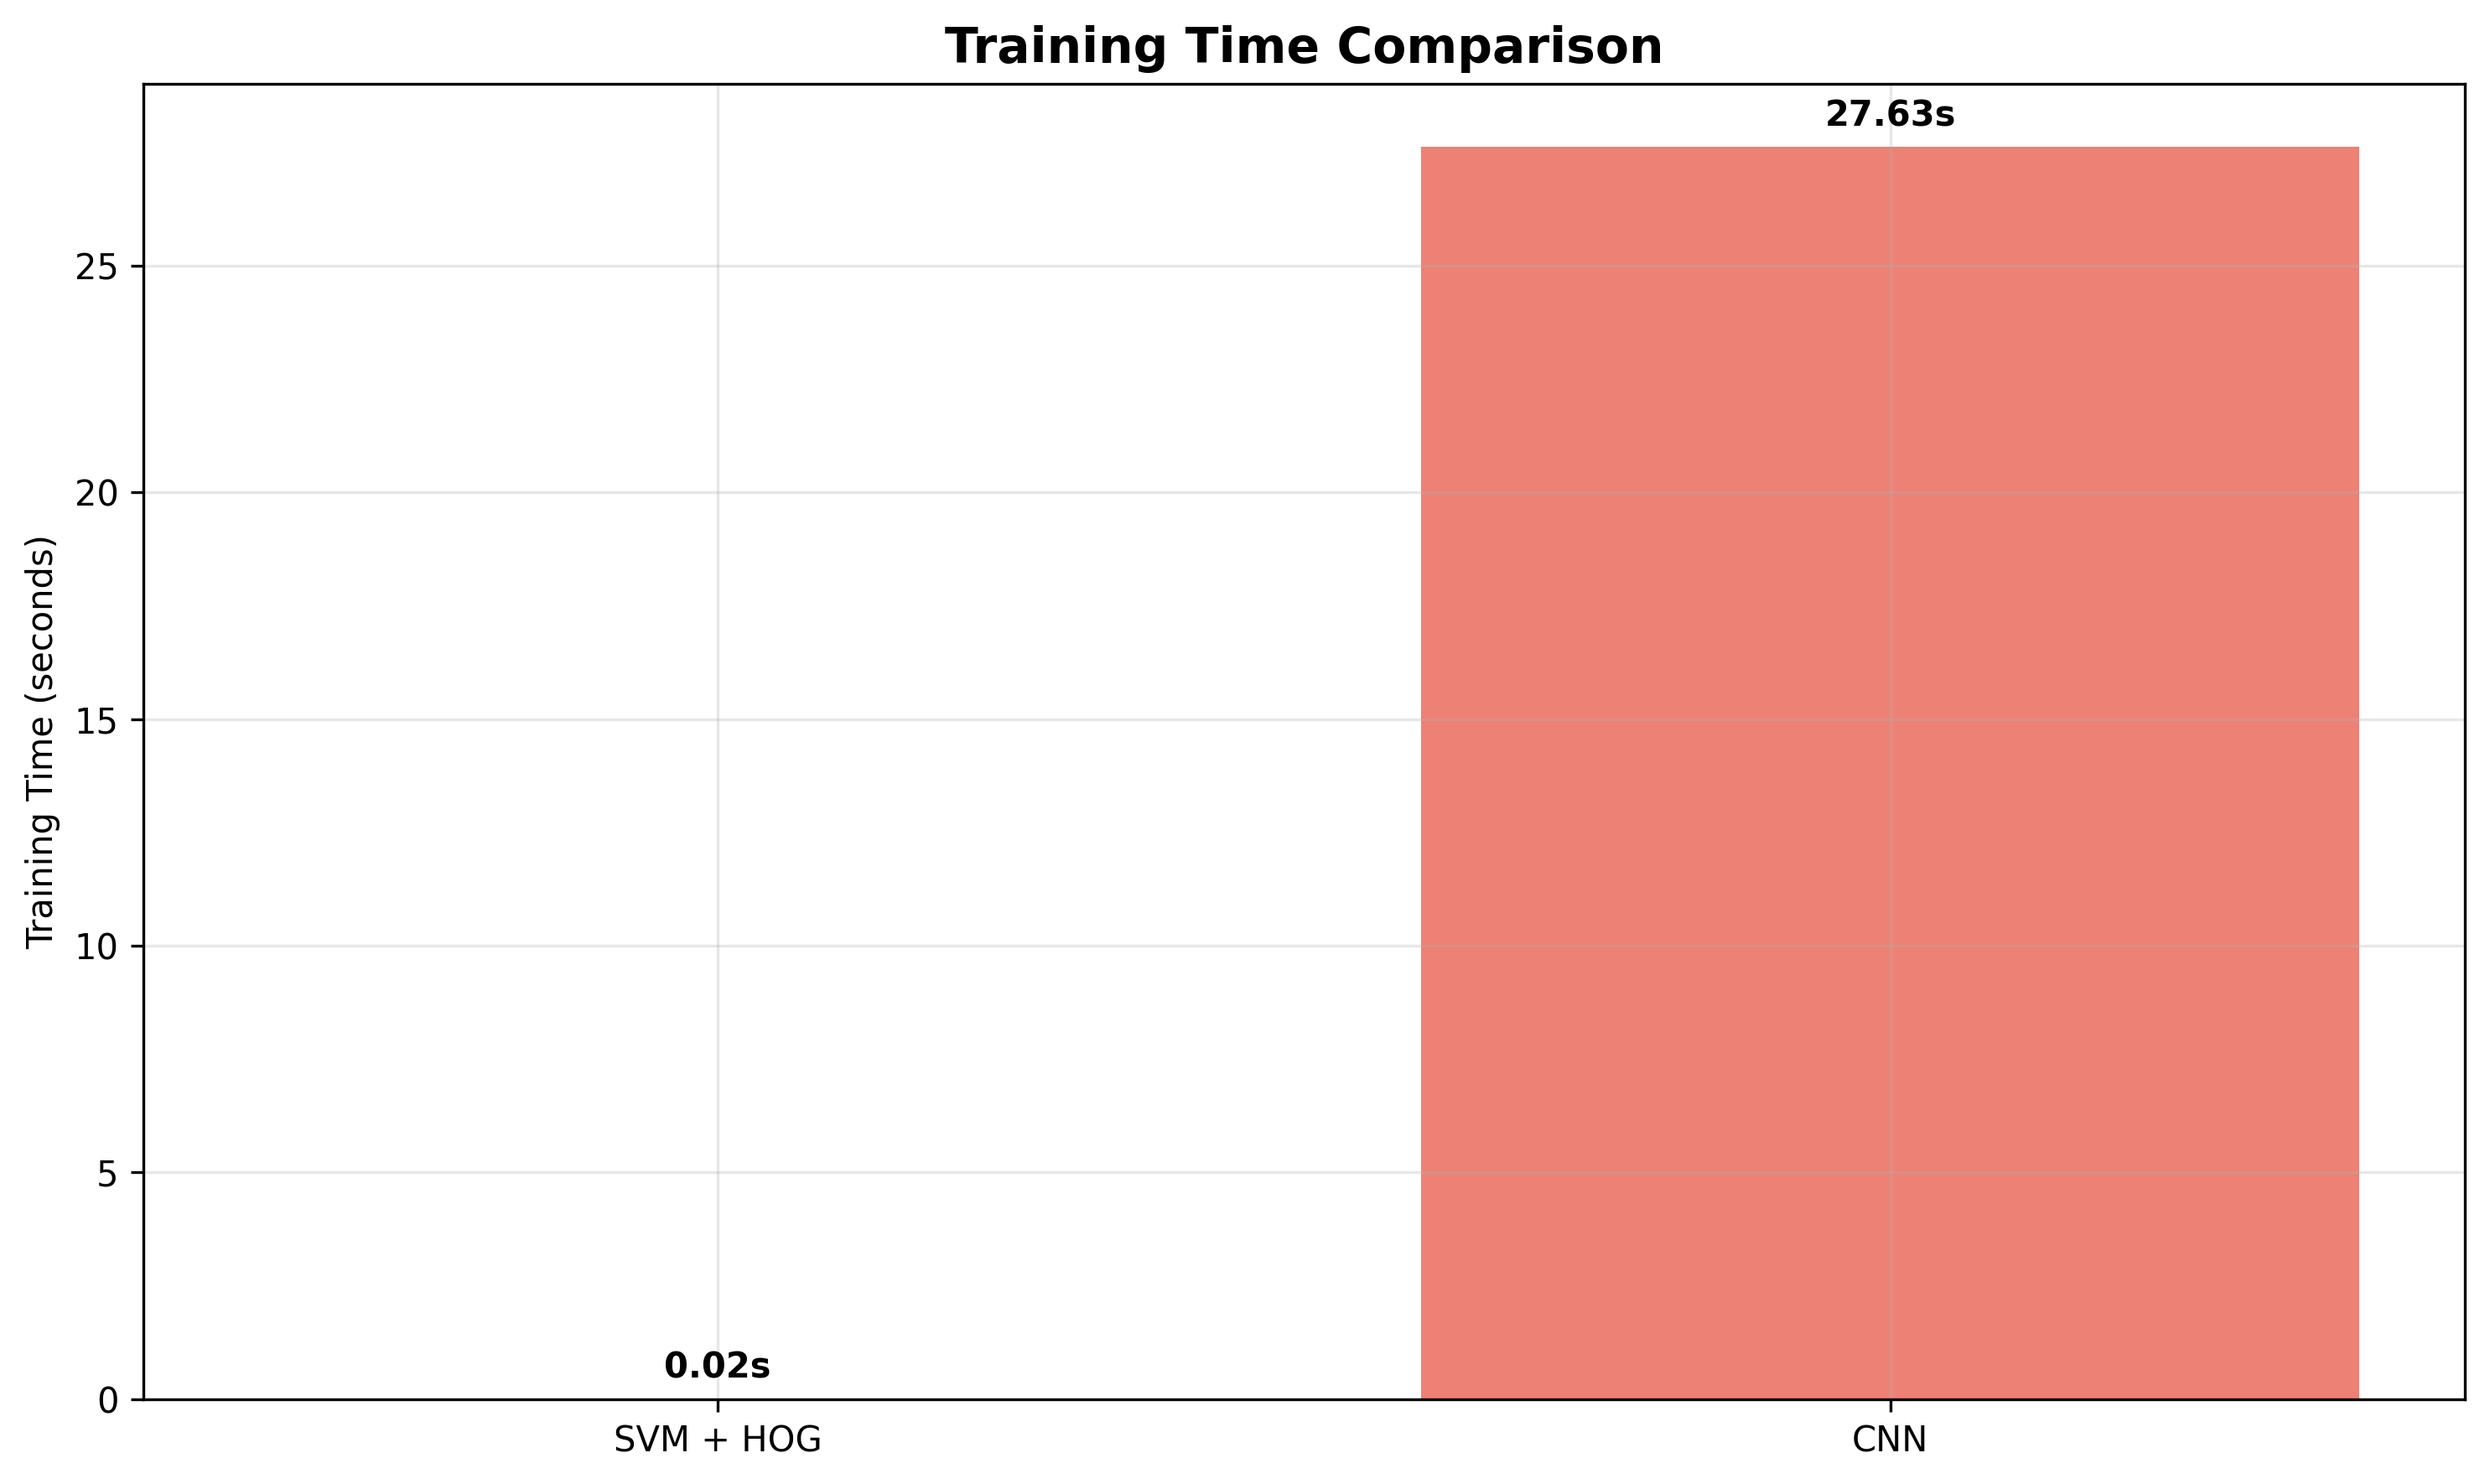 Training Time Comparison
27.63s
25
20
15
10
5
0
Training Time (seconds)
0.02s
SVM + HOG
CNN